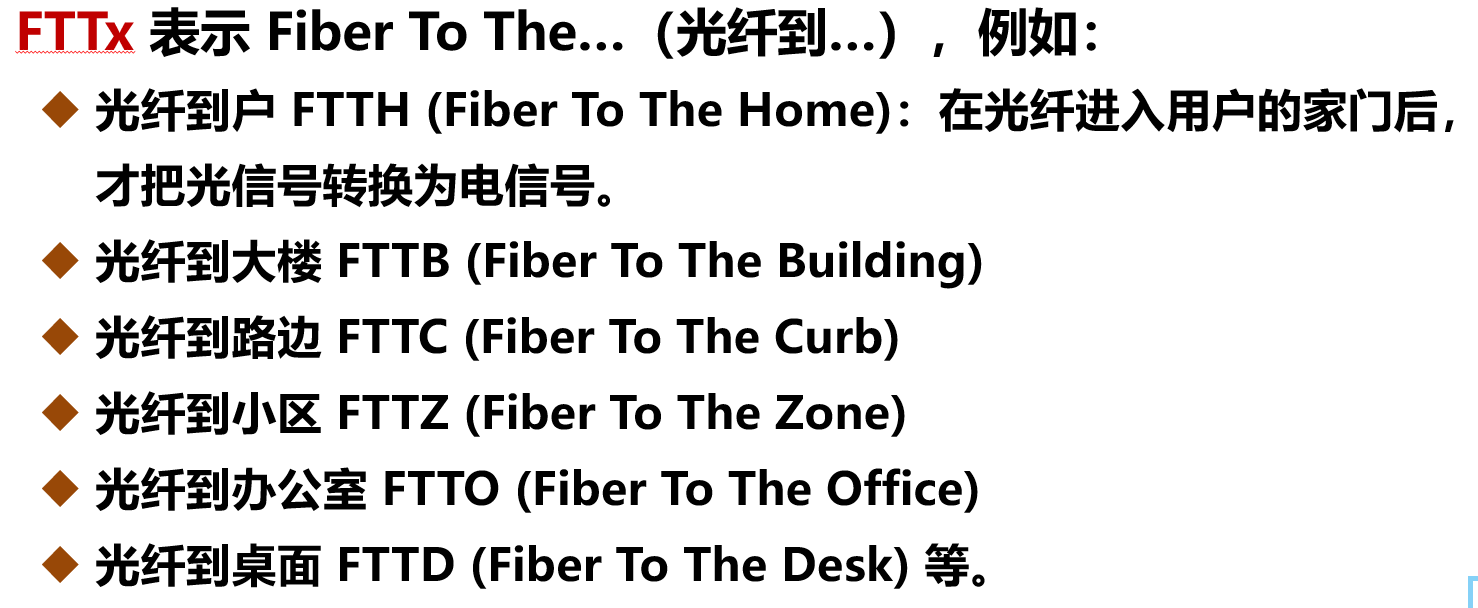 FTTx 表示 Fiber To The…（光纤到…），例如：
◆ 光纤到户 FTTH (Fiber To The Home)：在光纤进入用户的家门后，
才把光信号转换为电信号。
◆ 光纤到大楼 FTTB (Fiber To The Building)
◆ 光纤到路边 FTTC (Fiber To The Curb)
◆ 光纤到小区 FTTZ (Fiber To The Zone)
◆ 光纤到办公室 FTTO (Fiber To The Office)
◆ 光纤到桌面 FTTD (Fiber To The Desk) 等。